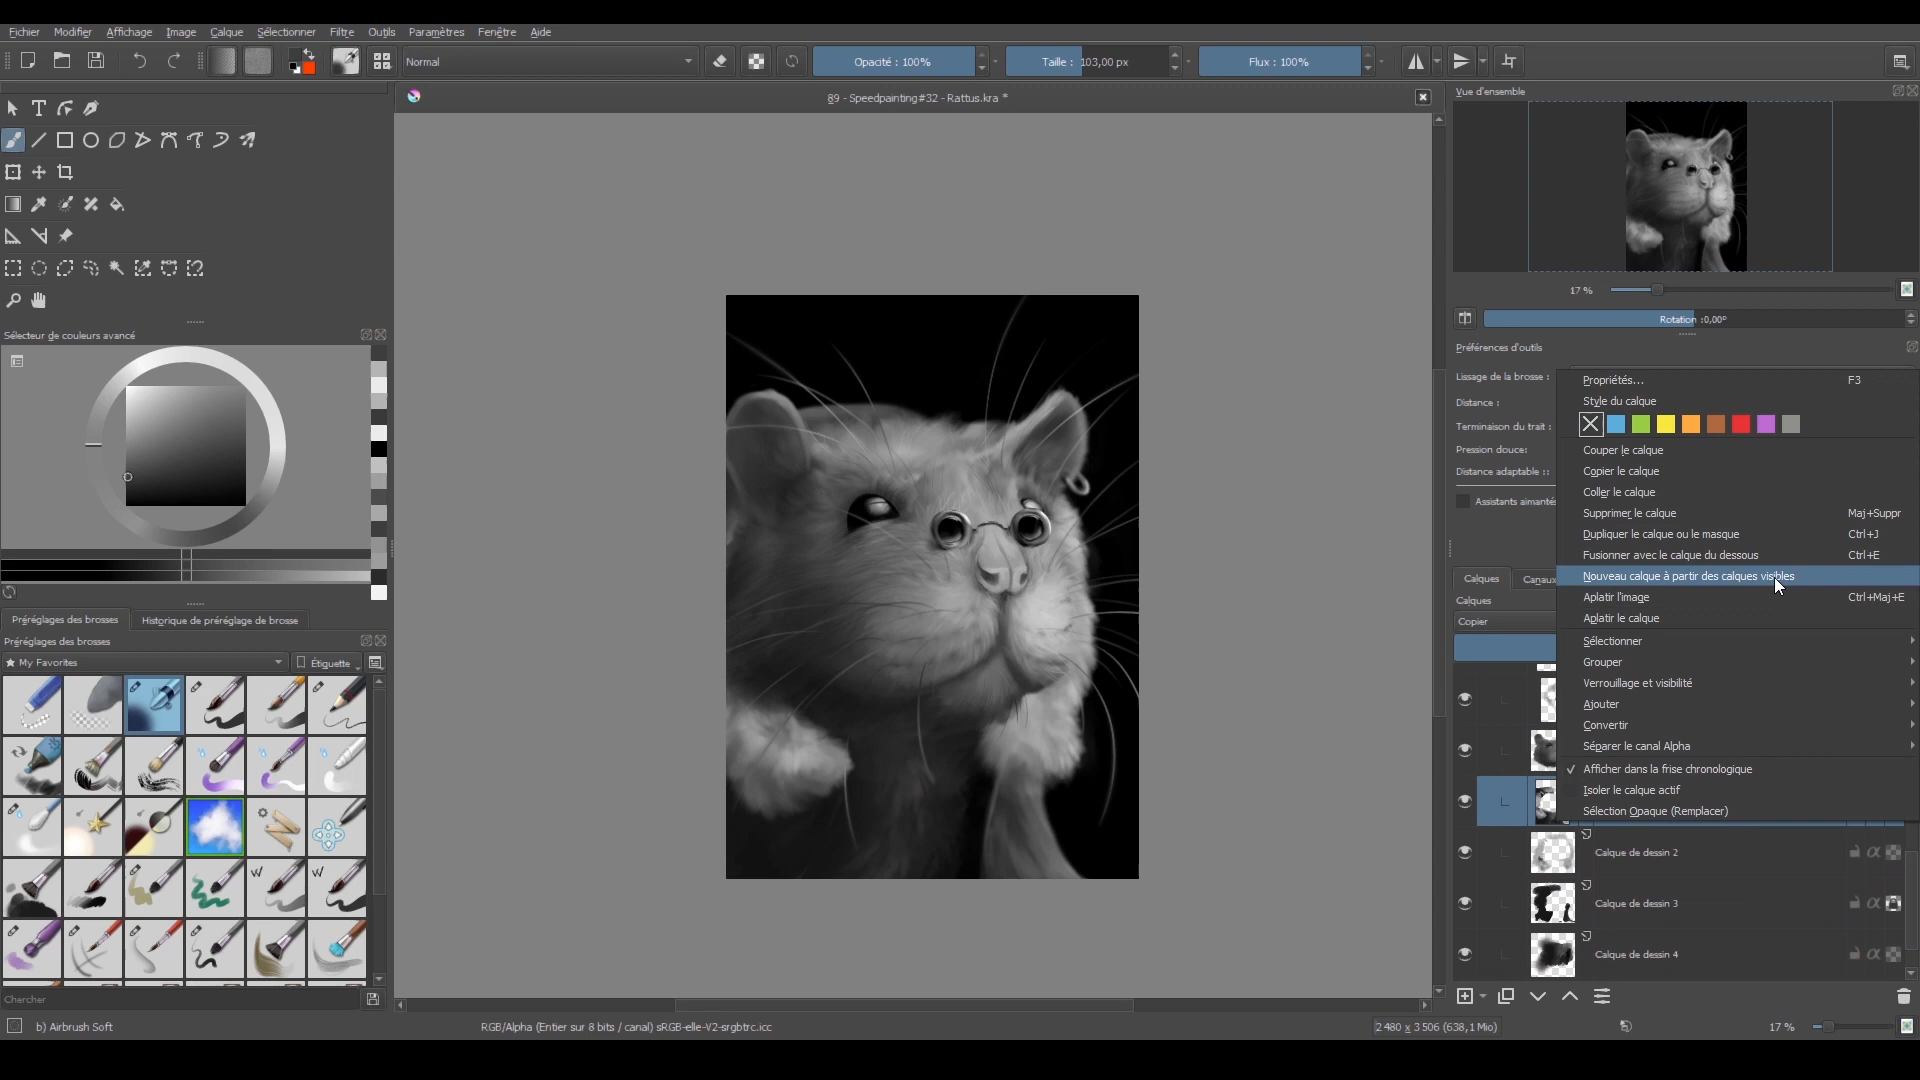 Fichier Modifier Affichage Image Calque Sélectionner Filtre Outils Paramètres Fenêtre Aide
Normal Opacité : 100% Taille : 103,00 px Flux : 100%
89 - Speedpainting#32 - Rattus.kra *
Vue d'ensemble
17 %
Rotation :0,00°
Sélecteur de couleurs avancé
Préférences d'outils
Lissage de la brosse :
Distance :
Terminaison du trait :
Pression douce:
Distance adaptable ::
Assistants aimantés
Propriétés... F3
Style du calque
Couper le calque
Copier le calque
Coller le calque
Supprimer le calque Maj+Suppr
Dupliquer le calque ou le masque Ctrl+J
Fusionner avec le calque du dessous Ctrl+E
Nouveau calque à partir des calques visibles
Aplatir l'image Ctrl+Maj+E
Aplatir le calque
Sélectionner
Grouper
Verrouillage et visibilité
Ajouter
Convertir
Séparer le canal Alpha
Afficher dans la frise chronologique
Isoler le calque actif
Sélection Opaque (Remplacer)
Calques Canaux
Calques
Copier
Calque de dessin 2
Calque de dessin 3
Calque de dessin 4
Préréglages des brosses Historique de préréglage de brosse
Préréglages des brosses
My Favorites Étiquette
Chercher
b) Airbrush Soft RGB/Alpha (Entier sur 8 bits / canal) sRGB-elle-V2-srgbtrc.icc 2 480 x 3 506 (638,1 Mio) 17 %